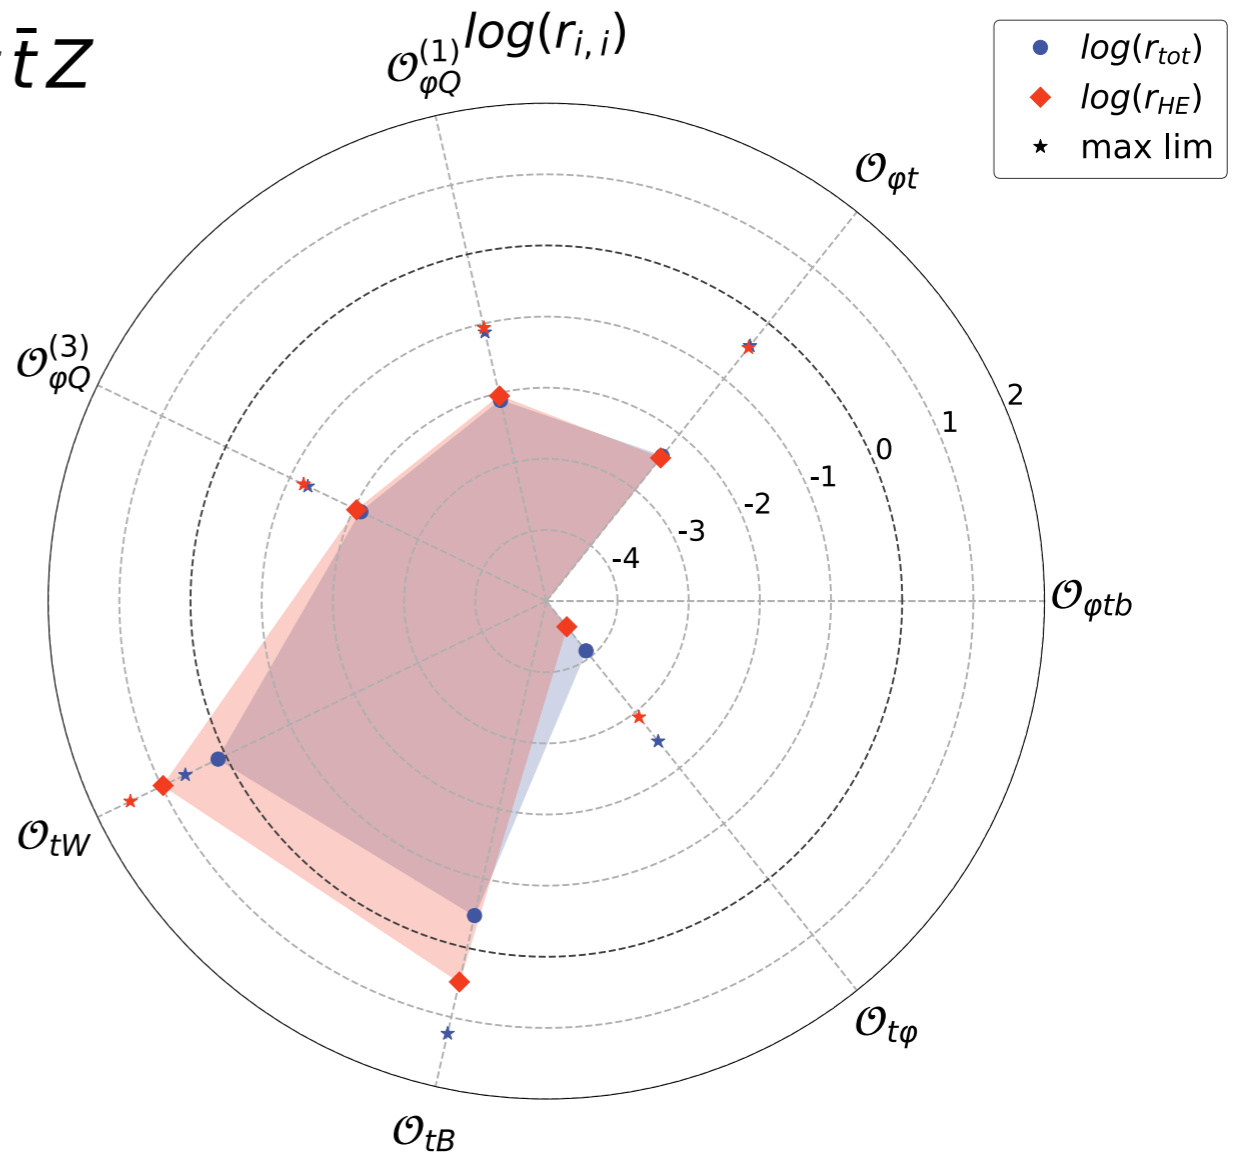 t̄Z
log(r_{i,i})
log(r_{tot})
log(r_{HE})
max lim
𝒪_{φQ}^{(1)}
𝒪_{φt}
𝒪_{φQ}^{(3)}
2
1
0
-1
-2
-3
-4
𝒪_{φtb}
𝒪_{tW}
𝒪_{tφ}
𝒪_{tB}